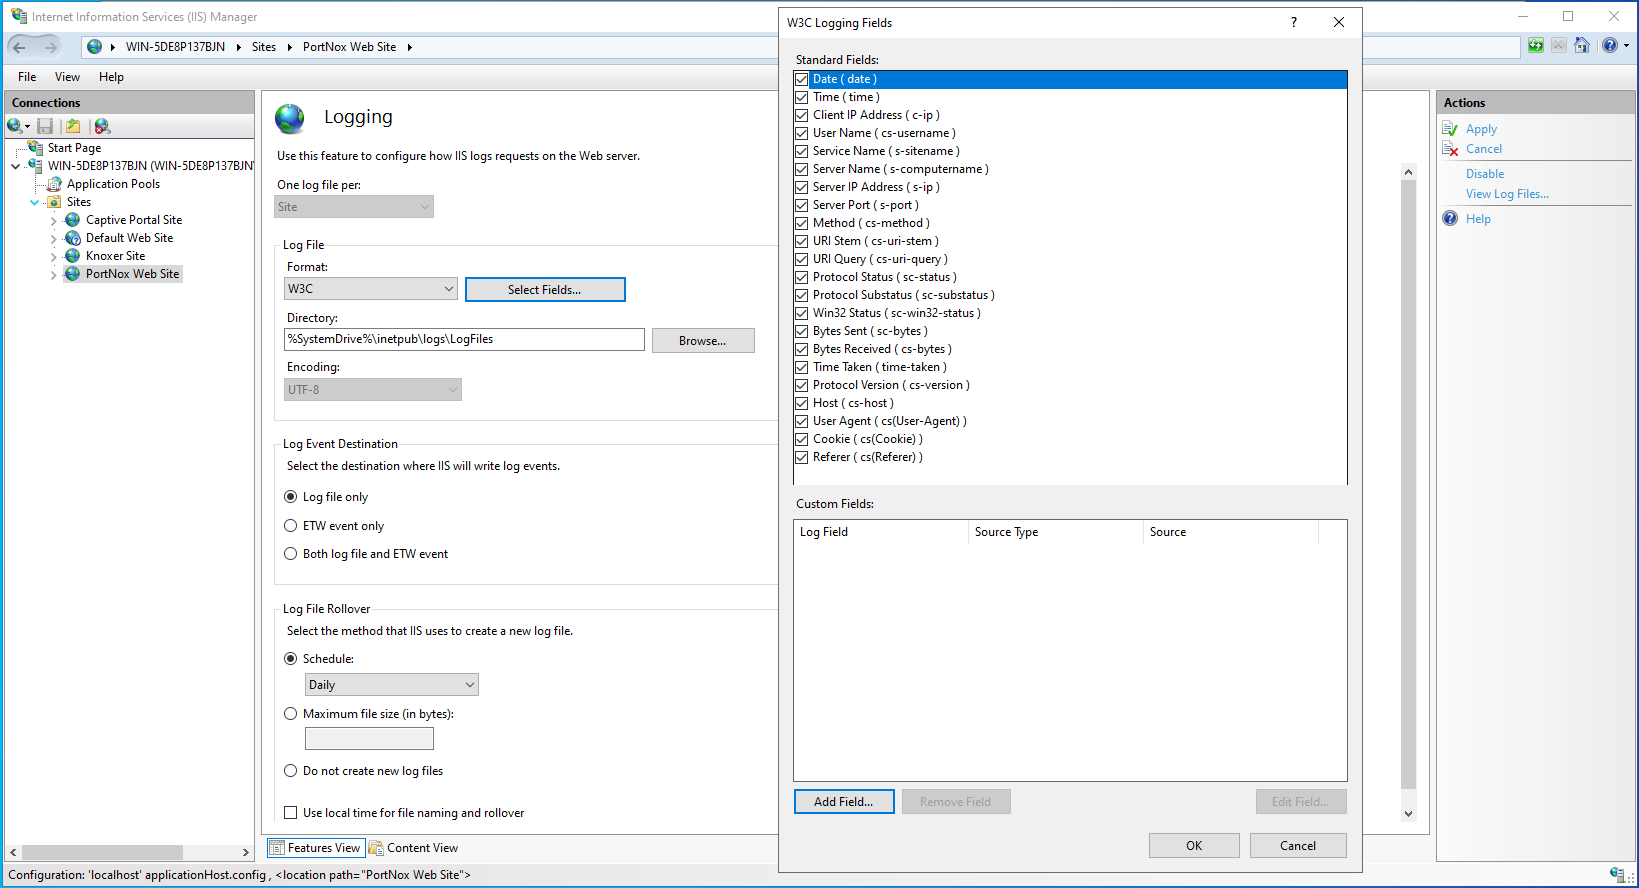 Internet Information Services (IIS) Manager
WIN-5DE8P137BJN
Sites
PortNox Web Site
File
View
Help
Connections
Start Page
WIN-5DE8P137BJN (WIN-5DE8P137BJN
Application Pools
Sites
Captive Portal Site
Default Web Site
Knoxer Site
PortNox Web Site
Logging
Use this feature to configure how IIS logs requests on the Web server.
One log file per:
Site
Log File
Format:
W3C
Select Fields...
Directory:
%SystemDrive%\inetpub\logs\LogFiles
Browse...
Encoding:
UTF-8
Log Event Destination
Select the destination where IIS will write log events.
Log file only
ETW event only
Both log file and ETW event
Log File Rollover
Select the method that IIS uses to create a new log file.
Schedule:
Daily
Maximum file size (in bytes):
Do not create new log files
Use local time for file naming and rollover
Features View
Content View
W3C Logging Fields
?
Standard Fields:
Date ( date )
Time ( time )
Client IP Address ( c-ip )
User Name ( cs-username )
Service Name ( s-sitename )
Server Name ( s-computername )
Server IP Address ( s-ip )
Server Port ( s-port )
Method ( cs-method )
URI Stem ( cs-uri-stem )
URI Query ( cs-uri-query )
Protocol Status ( sc-status )
Protocol Substatus ( sc-substatus )
Win32 Status ( sc-win32-status )
Bytes Sent ( sc-bytes )
Bytes Received ( cs-bytes )
Time Taken ( time-taken )
Protocol Version ( cs-version )
Host ( cs-host )
User Agent ( cs(User-Agent) )
Cookie ( cs(Cookie) )
Referer ( cs(Referer) )
Custom Fields:
Log Field
Source Type
Source
Add Field...
Remove Field
Edit Field...
OK
Cancel
Actions
Apply
Cancel
Disable
View Log Files...
Help
Configuration: 'localhost' applicationHost.config , <location path="PortNox Web Site">